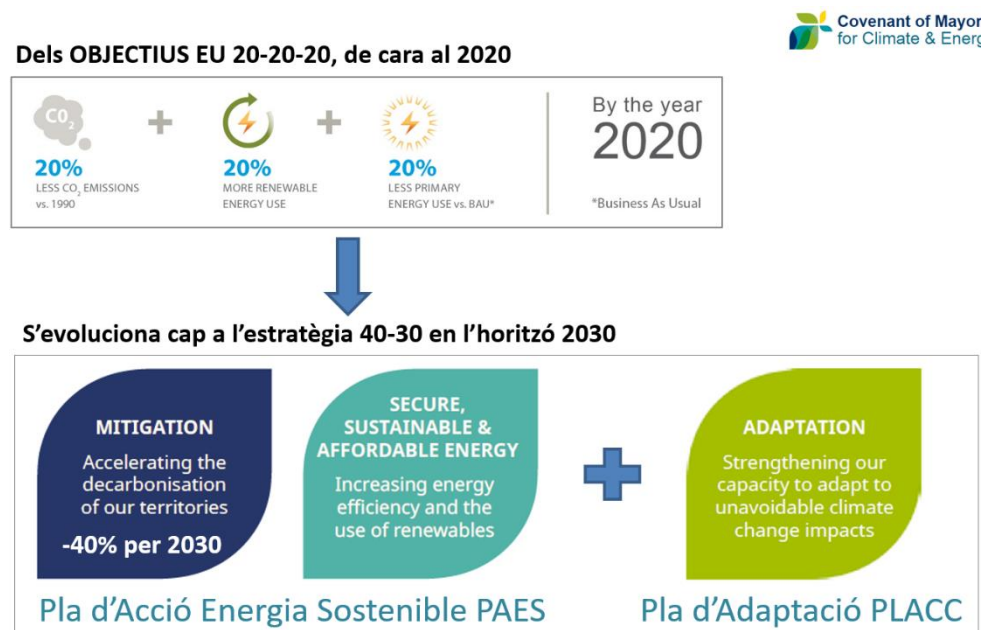 Covenant of Mayor
for Climate & Energ
Dels OBJECTIUS EU 20-20-20, de cara al 2020
CO₂
20%
LESS CO₂ EMISSIONS
vs. 1990
+
20%
MORE RENEWABLE
ENERGY USE
+
20%
LESS PRIMARY
ENERGY USE vs. BAU*
By the year
2020
*Business As Usual
S’evoluciona cap a l’estratègia 40-30 en l’horitzó 2030
MITIGATION
Accelerating the
decarbonisation
of our territories
-40% per 2030
SECURE,
SUSTAINABLE &
AFFORDABLE ENERGY
Increasing energy
efficiency and the
use of renewables
ADAPTATION
Strengthening our
capacity to adapt to
unavoidable climate
change impacts
Pla d’Acció Energia Sostenible PAES
Pla d’Adaptació PLACC